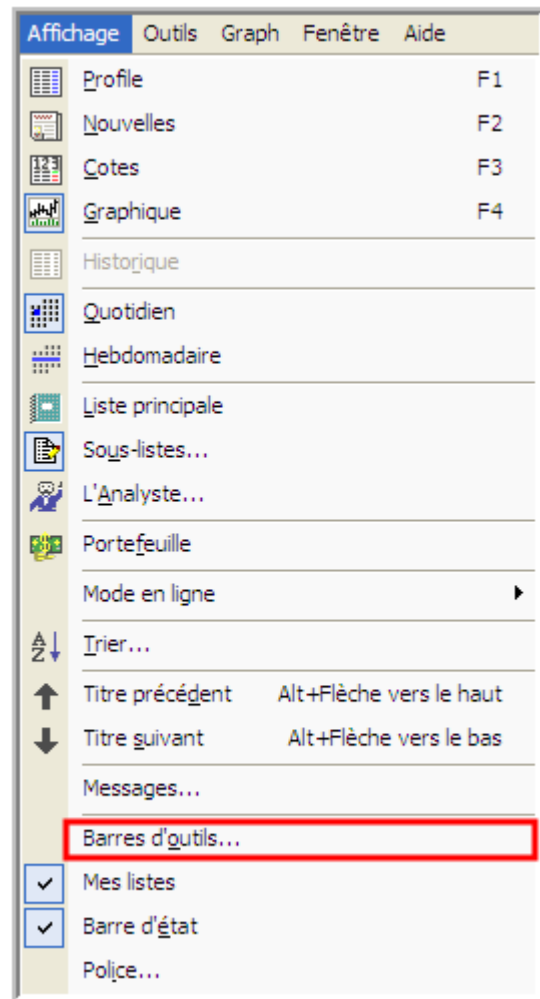 Affichage Outils Graph Fenêtre Aide
Profile F1
Nouvelles F2
Cotes F3
Graphique F4
Historique
Quotidien
Hebdomadaire
Liste principale
Sous-listes...
L'Analyste...
Portefeuille
Mode en ligne
Trier...
Titre précédent Alt+Flèche vers le haut
Titre suivant Alt+Flèche vers le bas
Messages...
Barres d'outils...
Mes listes
Barre d'état
Police...